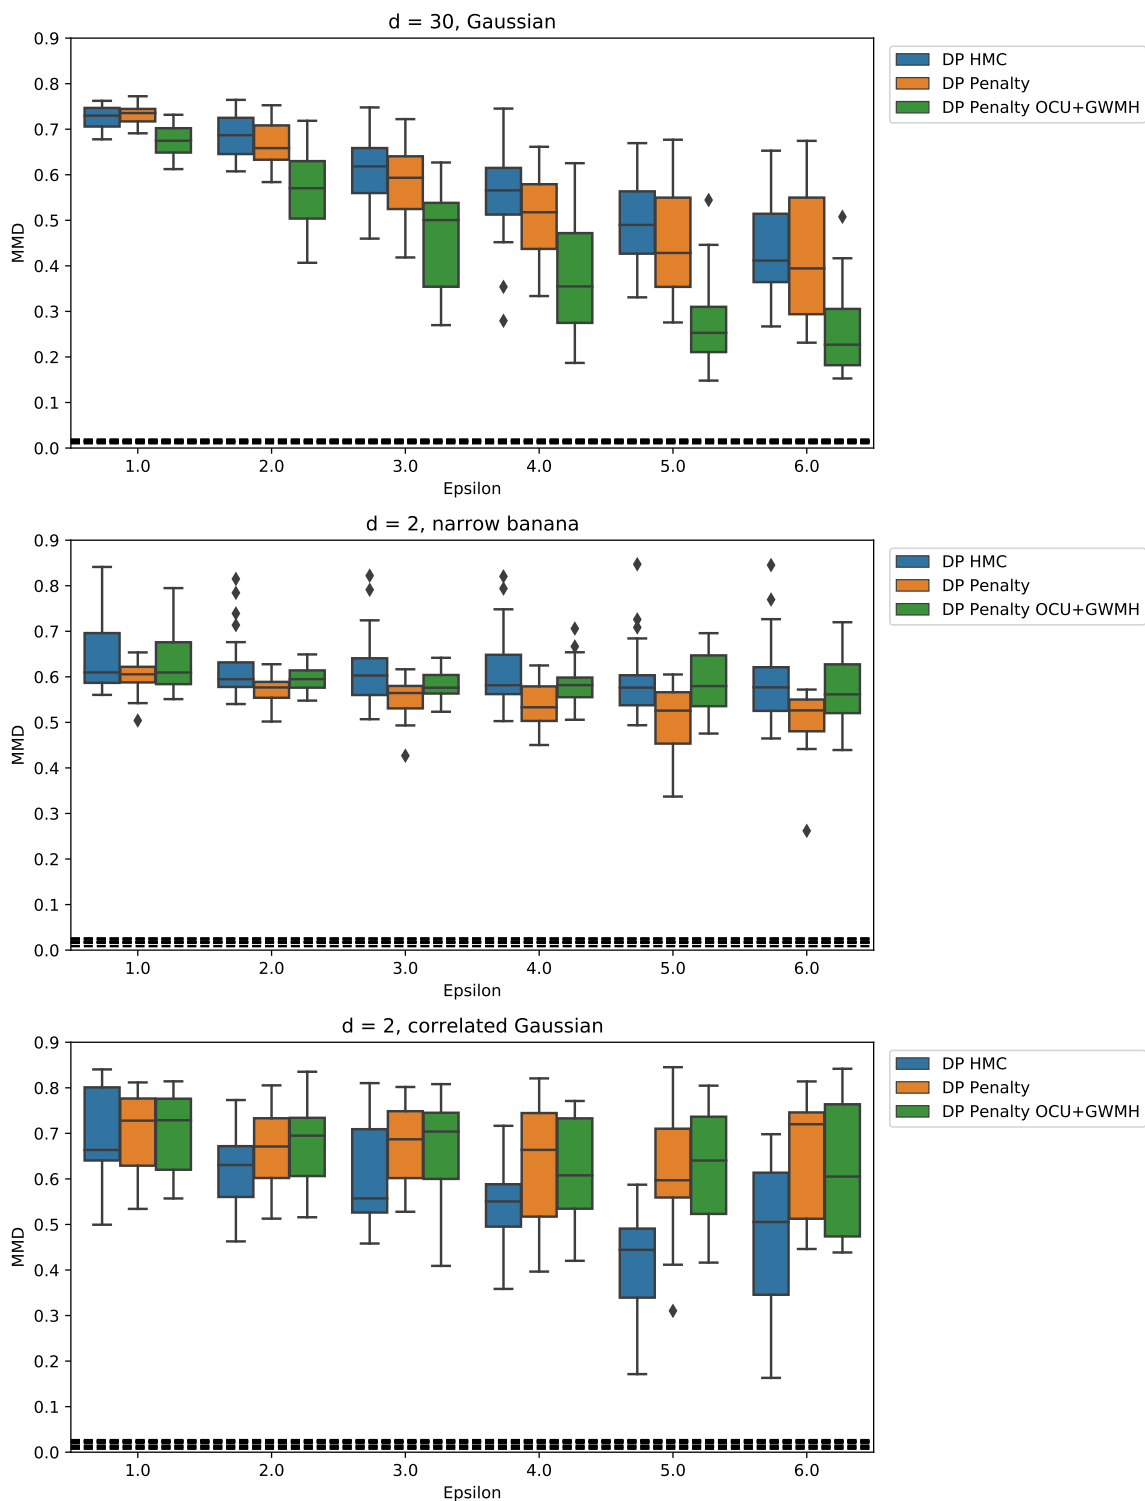 d = 30, Gaussian
0.9
0.8
0.7
0.6
0.5
0.4
0.3
0.2
0.1
0.0
MMD
1.0 2.0 3.0 4.0 5.0 6.0
Epsilon
DP HMC
DP Penalty
DP Penalty OCU+GWMH
d = 2, narrow banana
0.9
0.8
0.7
0.6
0.5
0.4
0.3
0.2
0.1
0.0
MMD
1.0 2.0 3.0 4.0 5.0 6.0
Epsilon
DP HMC
DP Penalty
DP Penalty OCU+GWMH
d = 2, correlated Gaussian
0.9
0.8
0.7
0.6
0.5
0.4
0.3
0.2
0.1
0.0
MMD
1.0 2.0 3.0 4.0 5.0 6.0
Epsilon
DP HMC
DP Penalty
DP Penalty OCU+GWMH